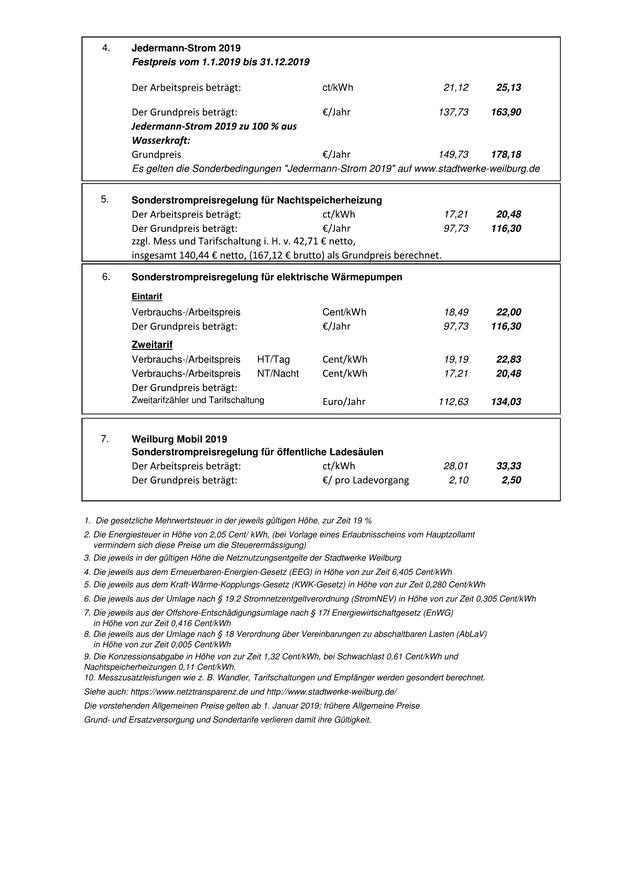 4. Jedermann-Strom 2019
Festpreis vom 1.1.2019 bis 31.12.2019
Der Arbeitspreis beträgt: ct/kWh 21,12 25,13
Der Grundpreis beträgt: €/Jahr 137,73 163,90
Jedermann-Strom 2019 zu 100 % aus
Wasserkraft:
Grundpreis €/Jahr 149,73 178,18
Es gelten die Sonderbedingungen "Jedermann-Strom 2019" auf www.stadtwerke-weilburg.de
5. Sonderstrompreisregelung für Nachtspeicherheizung
Der Arbeitspreis beträgt: ct/kWh 17,21 20,48
Der Grundpreis beträgt: €/Jahr 97,73 116,30
zzgl. Mess und Tarifschaltung i. H. v. 42,71 € netto,
insgesamt 140,44 € netto, (167,12 € brutto) als Grundpreis berechnet.
6. Sonderstrompreisregelung für elektrische Wärmepumpen
Eintarif
Verbrauchs-/Arbeitspreis Cent/kWh 18,49 22,00
Der Grundpreis beträgt: €/Jahr 97,73 116,30
Zweitarif
Verbrauchs-/Arbeitspreis HT/Tag Cent/kWh 19,19 22,83
Verbrauchs-/Arbeitspreis NT/Nacht Cent/kWh 17,21 20,48
Der Grundpreis beträgt:
Zweitarifzähler und Tarifschaltung Euro/Jahr 112,63 134,03
7. Weilburg Mobil 2019
Sonderstrompreisregelung für öffentliche Ladesäulen
Der Arbeitspreis beträgt: ct/kWh 28,01 33,33
Der Grundpreis beträgt: €/ pro Ladevorgang 2,10 2,50
1. Die gesetzliche Mehrwertsteuer in der jeweils gültigen Höhe, zur Zeit 19 %
2. Die Energiesteuer in Höhe von 2,05 Cent/ kWh, (bei Vorlage eines Erlaubnisscheins vom Hauptzollamt
vermindern sich diese Preise um die Steuerermässigung)
3. Die jeweils in der gültigen Höhe die Netznutzungsentgelte der Stadtwerke Weilburg
4. Die jeweils aus dem Erneuerbaren-Energien-Gesetz (EEG) in Höhe von zur Zeit 6,405 Cent/kWh
5. Die jeweils aus dem Kraft-Wärme-Kopplungs-Gesetz (KWK-Gesetz) in Höhe von zur Zeit 0,280 Cent/kWh
6. Die jeweils aus der Umlage nach § 19.2 Stromnetzentgeltverordnung (StromNEV) in Höhe von zur Zeit 0,305 Cent/kWh
7. Die jeweils aus der Offshore-Entschädigungsumlage nach § 17f Energiewirtschaftgesetz (EnWG)
in Höhe von zur Zeit 0,416 Cent/kWh
8. Die jeweils aus der Umlage nach § 18 Verordnung über Vereinbarungen zu abschaltbaren Lasten (AbLaV)
in Höhe von zur Zeit 0,005 Cent/kWh
9. Die Konzessionsabgabe in Höhe von zur Zeit 1,32 Cent/kWh, bei Schwachlast 0,61 Cent/kWh und
Nachtspeicherheizungen 0,11 Cent/kWh.
10. Messzusatzleistungen wie z. B. Wandler, Tarifschaltungen und Empfänger werden gesondert berechnet.
Siehe auch: https://www.netztransparenz.de und http://www.stadtwerke-weilburg.de/
Die vorstehenden Allgemeinen Preise gelten ab 1. Januar 2019; frühere Allgemeine Preise
Grund- und Ersatzversorgung und Sondertarife verlieren damit ihre Gültigkeit.